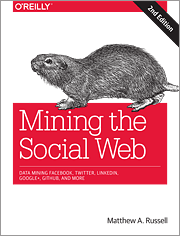 O'REILLY®
2nd Edition
Mining the
Social Web
DATA MINING FACEBOOK, TWITTER, LINKEDIN,
GOOGLE+, GITHUB, AND MORE
Matthew A. Russell